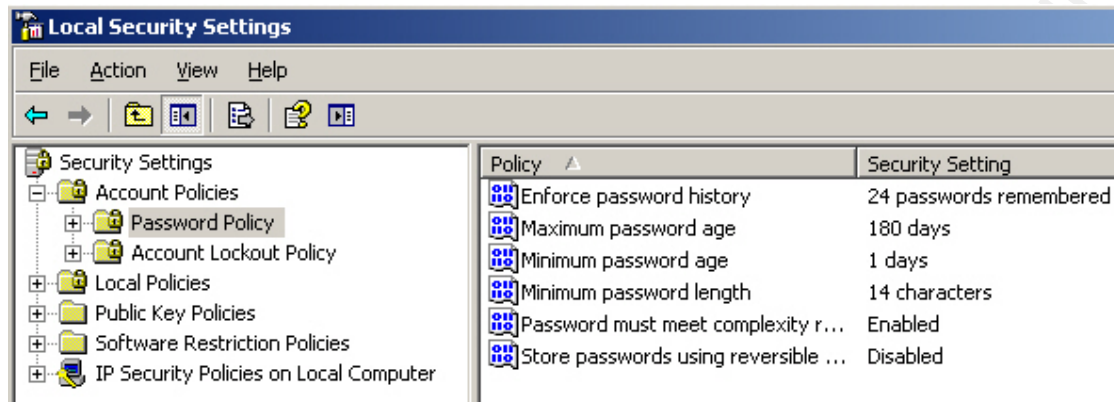 Local Security Settings
File Action View Help
Security Settings
Account Policies
Password Policy
Account Lockout Policy
Local Policies
Public Key Policies
Software Restriction Policies
IP Security Policies on Local Computer
Policy Security Setting
Enforce password history 24 passwords remembered
Maximum password age 180 days
Minimum password age 1 days
Minimum password length 14 characters
Password must meet complexity r... Enabled
Store passwords using reversible ... Disabled